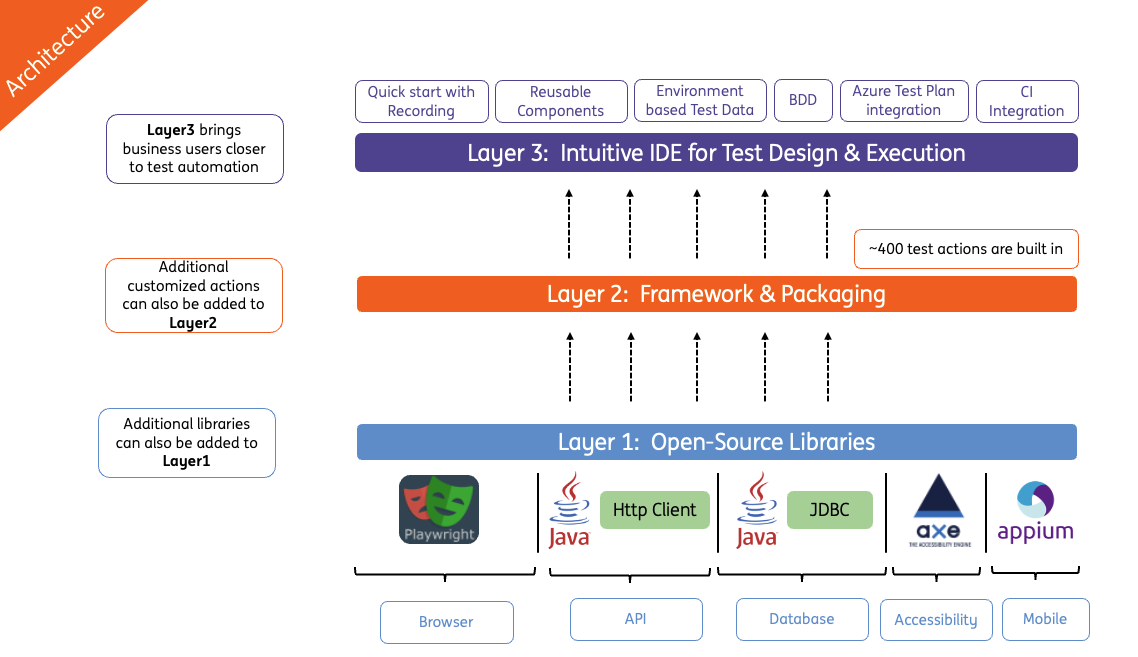 Architecture
Quick start with
Recording
Reusable
Components
Environment
based Test Data
BDD
Azure Test Plan
integration
CI
Integration
Layer3 brings
business users closer
to test automation
Layer 3: Intuitive IDE for Test Design & Execution
~400 test actions are built in
Additional
customized actions
can also be added to
Layer2
Layer 2: Framework & Packaging
Additional libraries
can also be added to
Layer1
Layer 1: Open-Source Libraries
Playwright
Java
Http Client
Java
JDBC
axe
THE ACCESSIBILITY ENGINE
appium
Browser
API
Database
Accessibility
Mobile